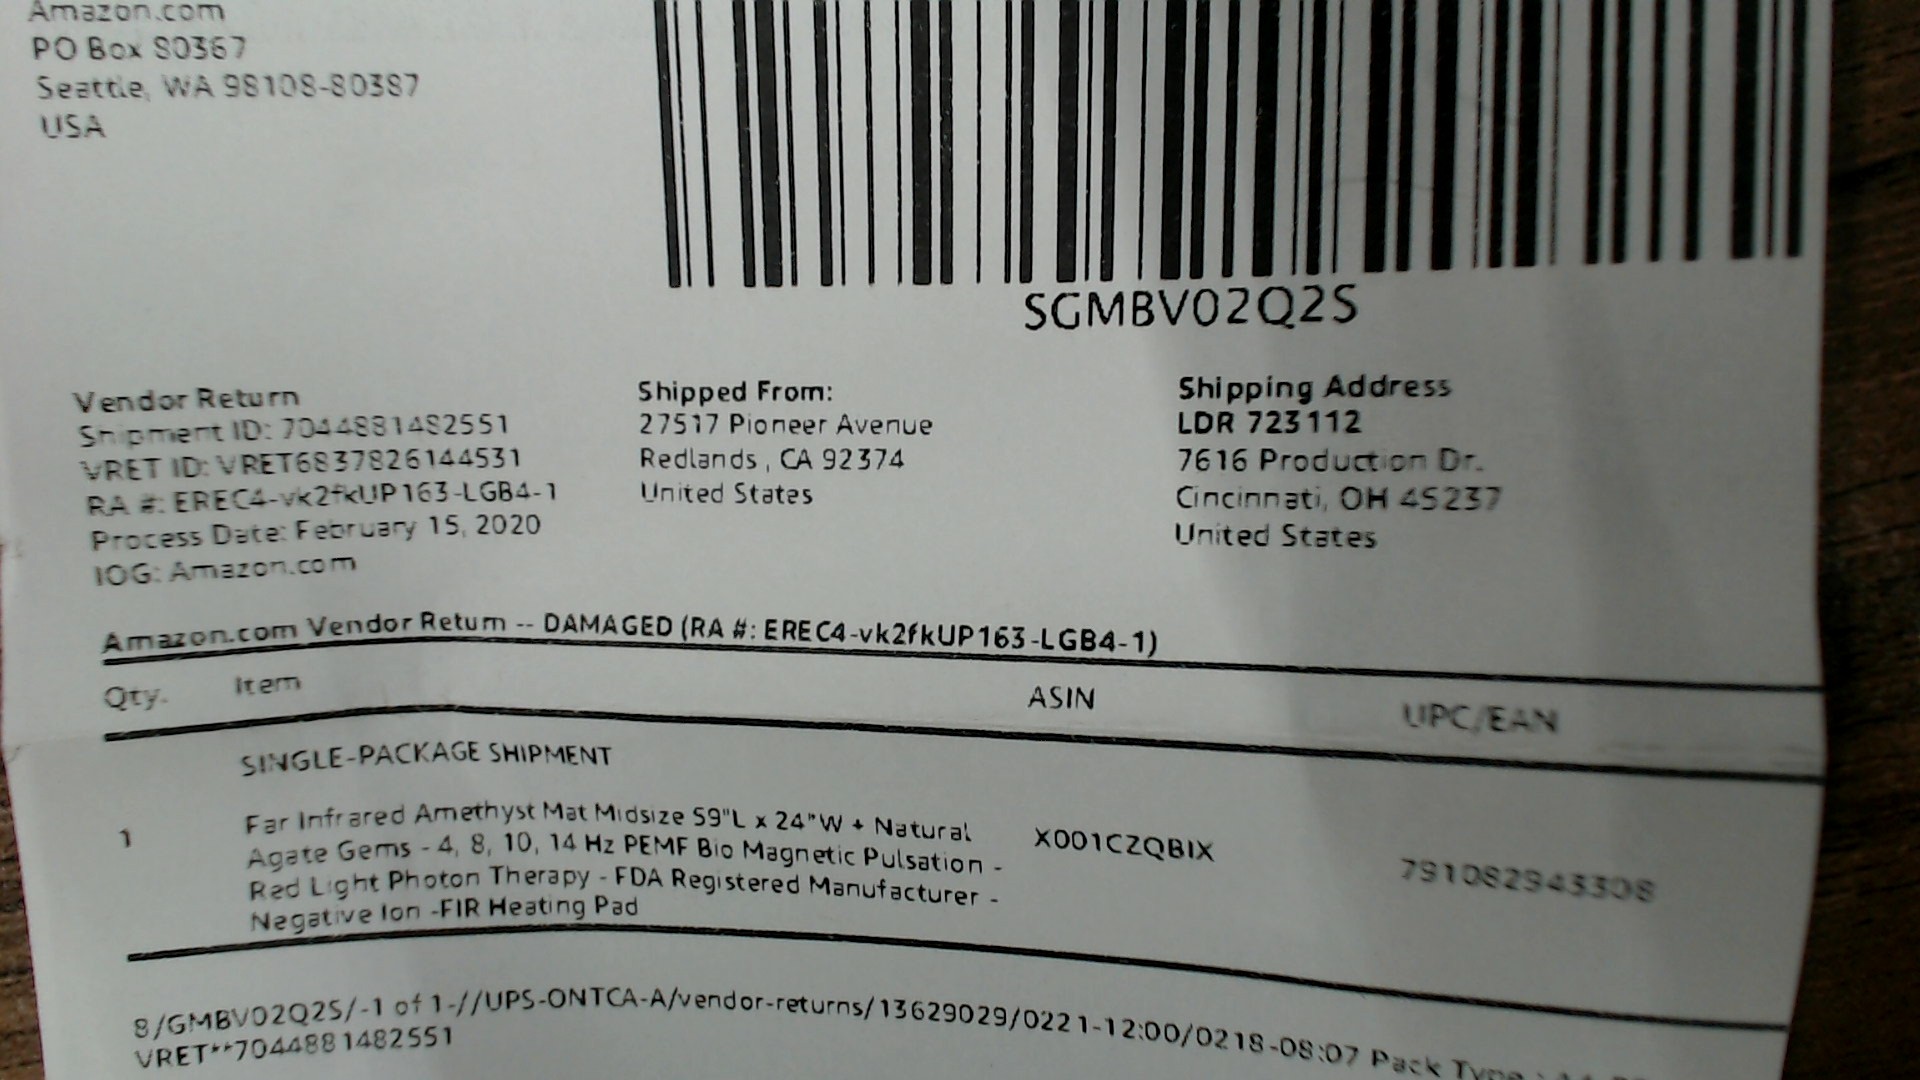 Amazon.com
PO Box 80367
Seattle, WA 98108-80387
USA
SGMBV02Q2S
Vendor Return
Shipment ID: 7044881482551
VRET ID: VRET6837826144531
RA #: EREC4-vk2fkUP163-LGB4-1
Process Date: February 15, 2020
IOG: Amazon.com
Shipped From:
27517 Pioneer Avenue
Redlands , CA 92374
United States
Shipping Address
LDR 723112
7616 Production Dr.
Cincinnati, OH 45237
United States
Amazon.com Vendor Return -- DAMAGED (RA #: EREC4-vk2fkUP163-LGB4-1)
Qty. Item ASIN UPC/EAN
SINGLE-PACKAGE SHIPMENT
1 Far Infrared Amethyst Mat Midsize 59"L x 24"W + Natural X001CZQBIX 791082943308
Agate Gems - 4, 8, 10, 14 Hz PEMF Bio Magnetic Pulsation -
Red Light Photon Therapy - FDA Registered Manufacturer -
Negative Ion -FIR Heating Pad
8/GMBV02Q2S/-1 of 1-//UPS-ONTCA-A/vendor-returns/13629029/0221-12:00/0218-08:07 Pack Type :
VRET**7044881482551